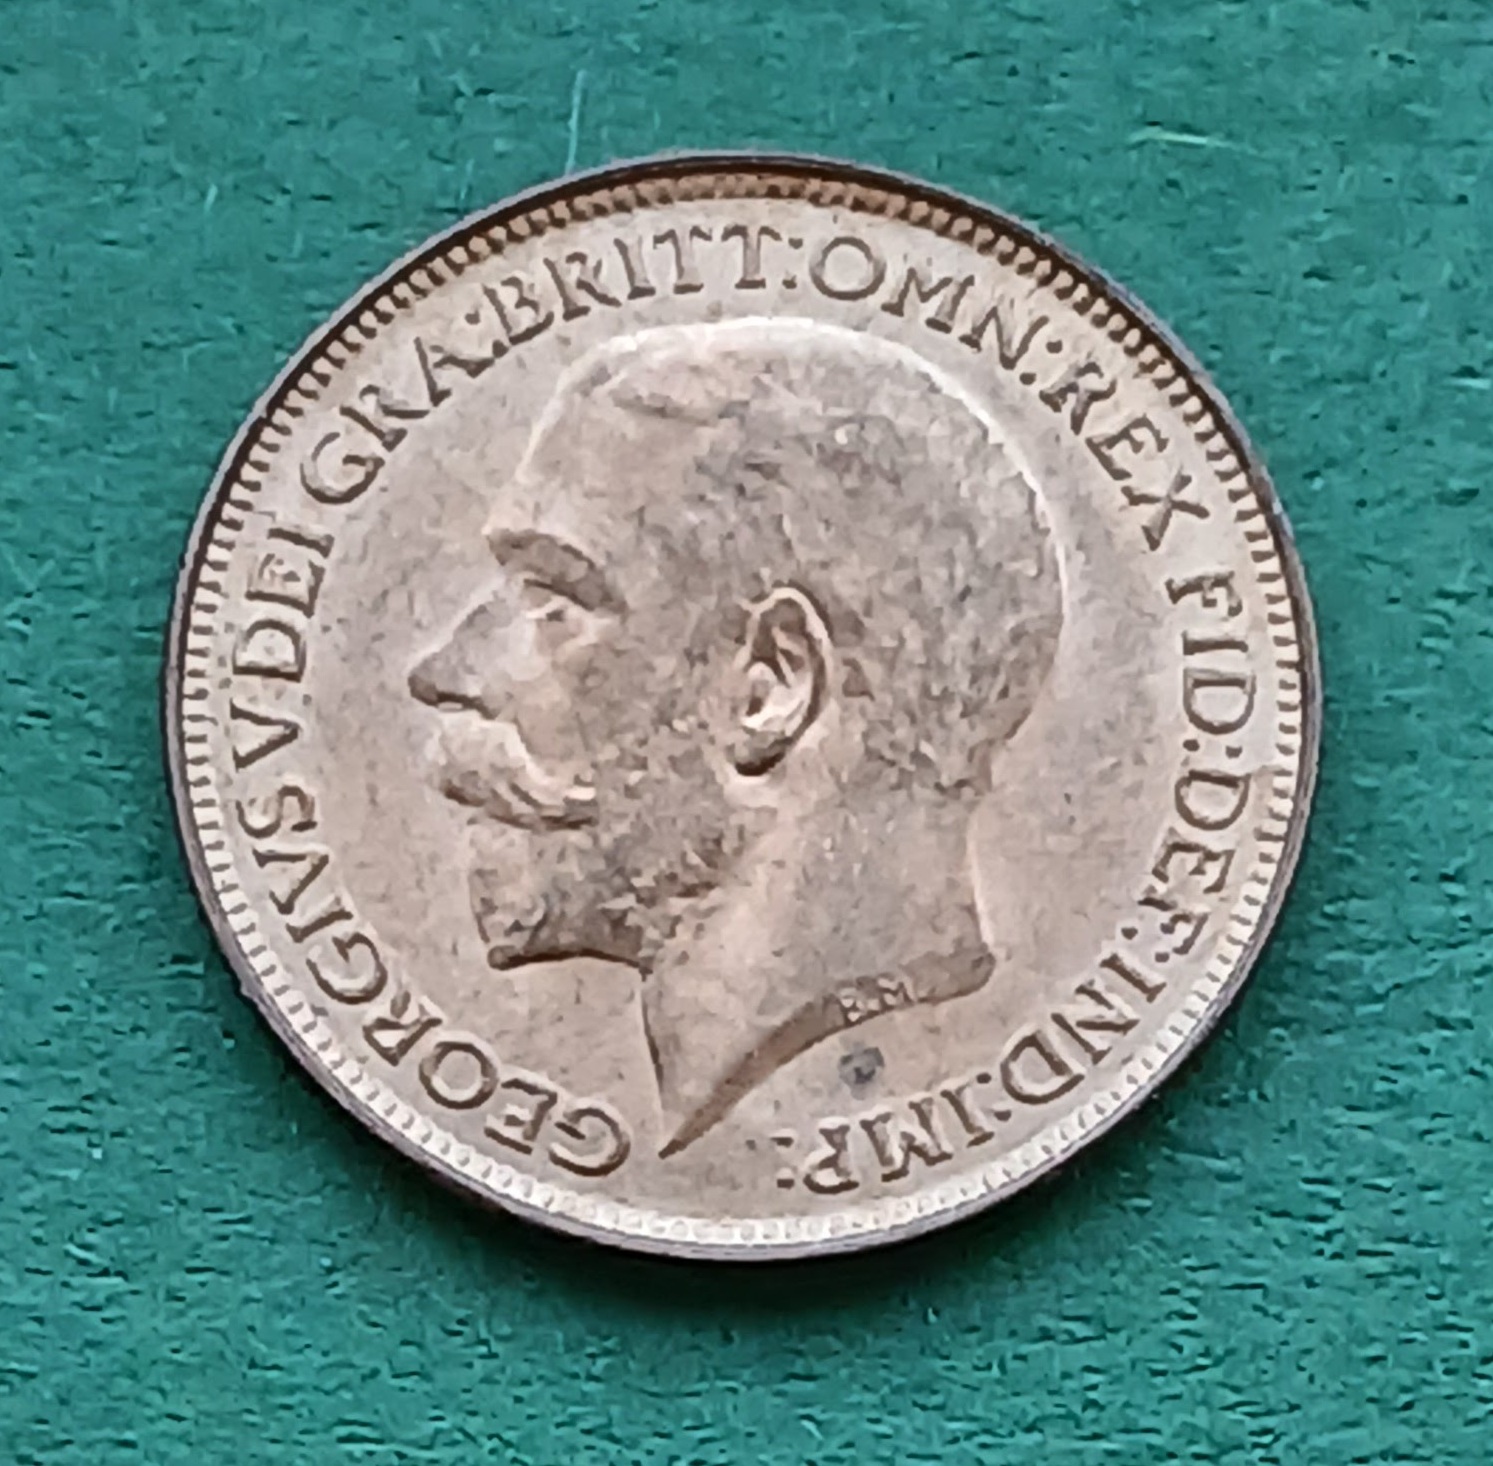 GEORGIVS V DEI GRA:BRITT:OMN:REX FID:DEF:IND:IMP:
B.M.